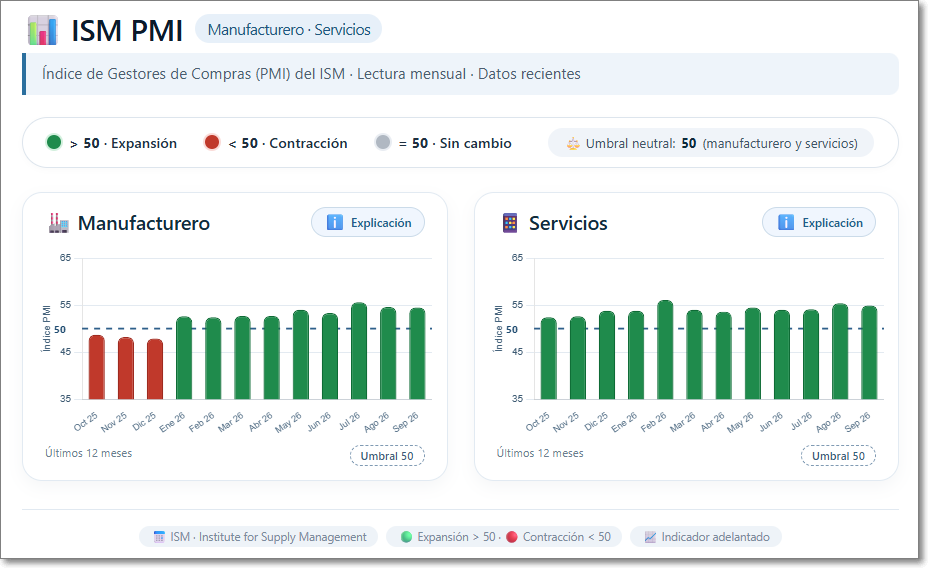 ISM PMI
Manufacturero · Servicios
Índice de Gestores de Compras (PMI) del ISM · Lectura mensual · Datos recientes
> 50 · Expansión
< 50 · Contracción
= 50 · Sin cambio
Umbral neutral: 50 (manufacturero y servicios)
Manufacturero
Explicación
Índice PMI
65
55
50
45
35
Oct 25
Nov 25
Dic 25
Ene 26
Feb 26
Mar 26
Abr 26
May 26
Jun 26
Jul 26
Ago 26
Sep 26
Últimos 12 meses
Umbral 50
Servicios
Explicación
Índice PMI
65
55
50
45
35
Oct 25
Nov 25
Dic 25
Ene 26
Feb 26
Mar 26
Abr 26
May 26
Jun 26
Jul 26
Ago 26
Sep 26
Últimos 12 meses
Umbral 50
ISM · Institute for Supply Management
Expansión > 50 · Contracción < 50
Indicador adelantado